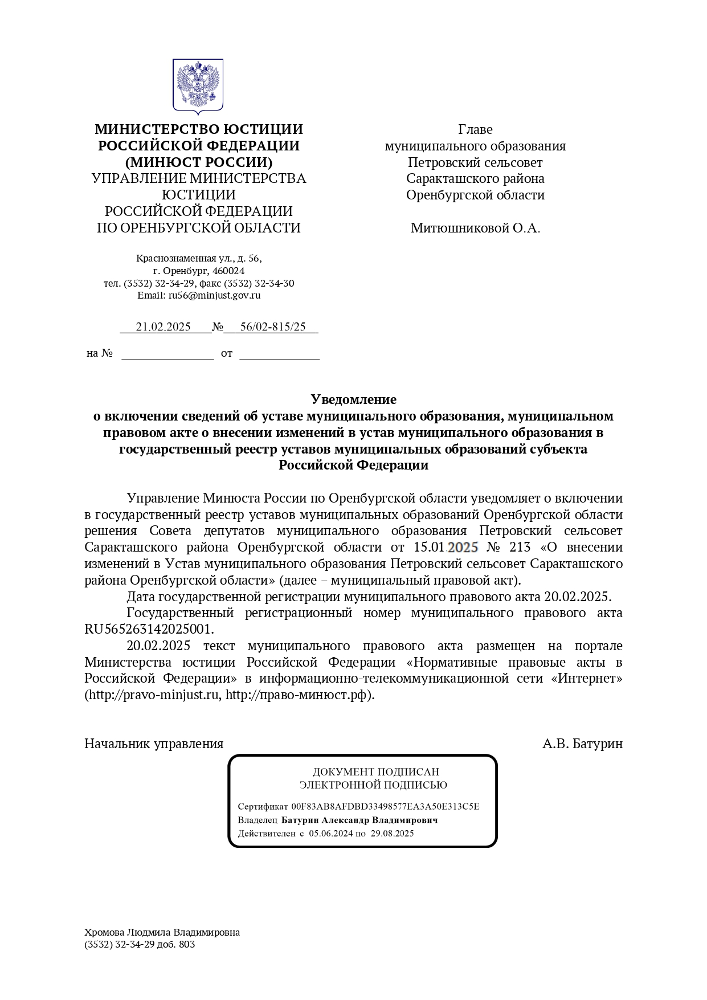 МИНИСТЕРСТВО ЮСТИЦИИ
РОССИЙСКОЙ ФЕДЕРАЦИИ
(МИНЮСТ РОССИИ)
УПРАВЛЕНИЕ МИНИСТЕРСТВА
ЮСТИЦИИ
РОССИЙСКОЙ ФЕДЕРАЦИИ
ПО ОРЕНБУРГСКОЙ ОБЛАСТИ
Краснознаменная ул., д. 56,
г. Оренбург, 460024
тел. (3532) 32-34-29, факс (3532) 32-34-30
Email: ru56@minjust.gov.ru
21.02.2025 № 56/02-815/25
на № от
Главе
муниципального образования
Петровский сельсовет
Саракташского района
Оренбургской области
Митюшниковой О.А.
Уведомление
о включении сведений об уставе муниципального образования, муниципальном
правовом акте о внесении изменений в устав муниципального образования в
государственный реестр уставов муниципальных образований субъекта
Российской Федерации
Управление Минюста России по Оренбургской области уведомляет о включении
в государственный реестр уставов муниципальных образований Оренбургской области
решения Совета депутатов муниципального образования Петровский сельсовет
Саракташского района Оренбургской области от 15.01.2025 № 213 «О внесении
изменений в Устав муниципального образования Петровский сельсовет Саракташского
района Оренбургской области» (далее – муниципальный правовой акт).
Дата государственной регистрации муниципального правового акта 20.02.2025.
Государственный регистрационный номер муниципального правового акта
RU565263142025001.
20.02.2025 текст муниципального правового акта размещен на портале
Министерства юстиции Российской Федерации «Нормативные правовые акты в
Российской Федерации» в информационно-телекоммуникационной сети «Интернет»
(http://pravo-minjust.ru, http://право-минюст.рф).
Начальник управления А.В. Батурин
ДОКУМЕНТ ПОДПИСАН
ЭЛЕКТРОННОЙ ПОДПИСЬЮ
Сертификат 00F83AB8AFDBD33498577EA3A50E313C5E
Владелец Батурин Александр Владимирович
Действителен с 05.06.2024 по 29.08.2025
Хромова Людмила Владимировна
(3532) 32-34-29 доб. 803